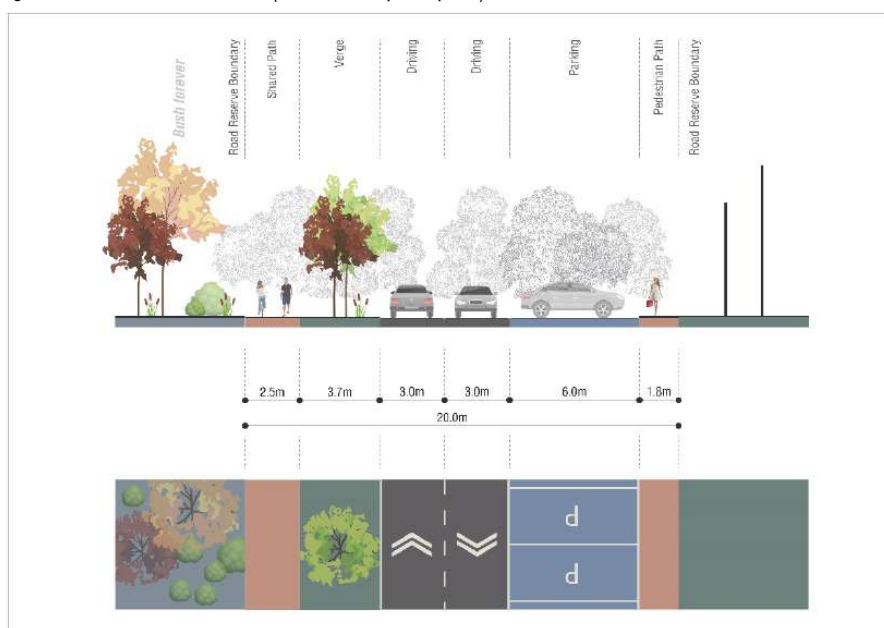 Bush forever
Road Reserve Boundary
Shared Path
Verge
Driving
Driving
Parking
Pedestrian Path
Road Reserve Boundary
2.5m
3.7m
3.0m
3.0m
6.0m
1.8m
20.0m
P
P